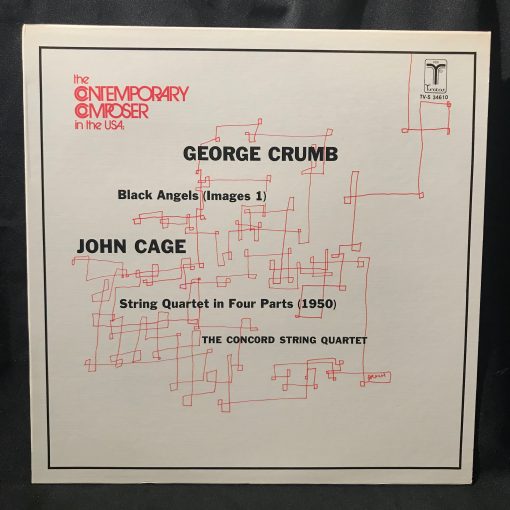 the
CONTEMPORARY
COMPOSER
in the USA:
Turnabout
TV-S 34610
GEORGE CRUMB
Black Angels (Images 1)
JOHN CAGE
String Quartet in Four Parts (1950)
THE CONCORD STRING QUARTET